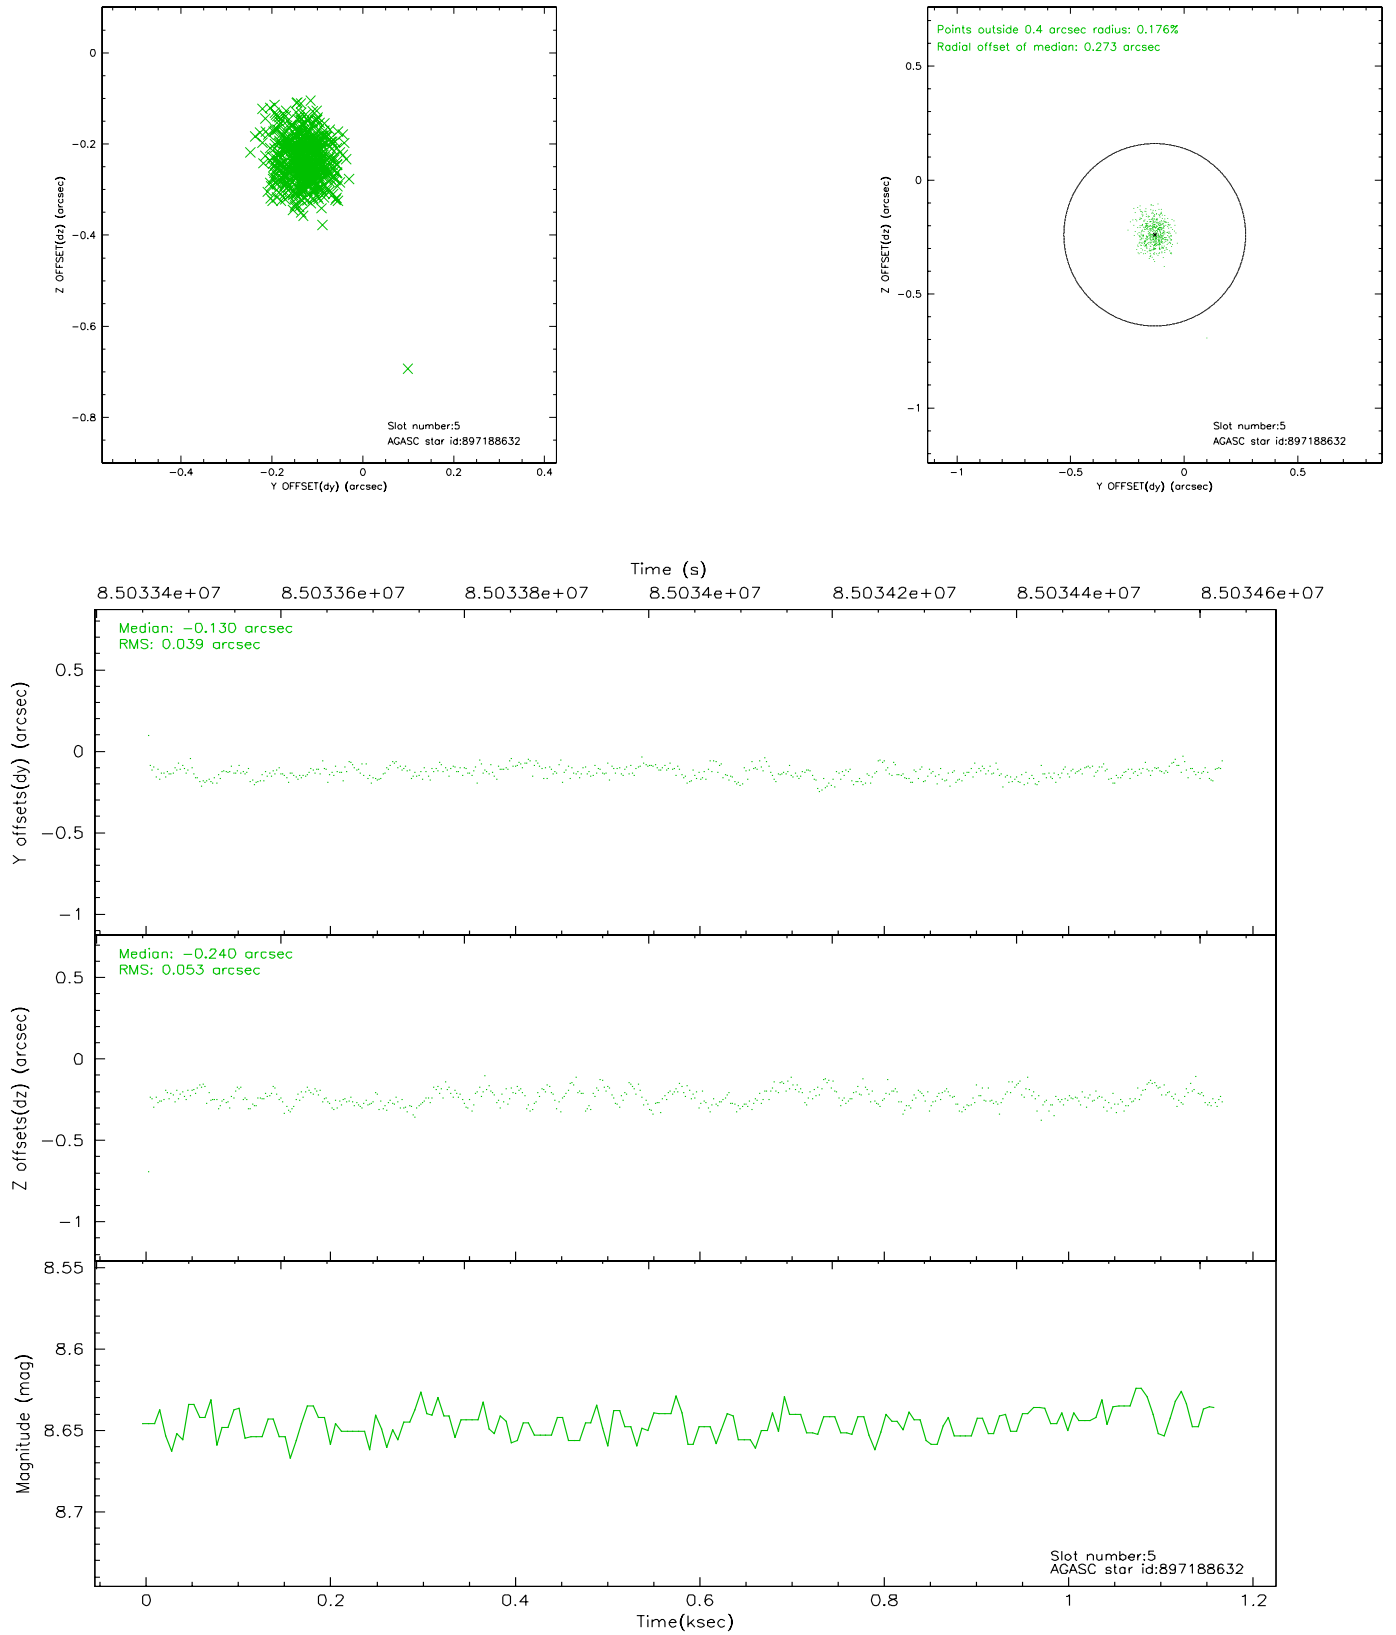 0
−0.2
−0.4
−0.6
−0.8
Z OFFSET(dz) (arcsec)
Slot number:5
AGASC star id:897188632
−0.4
−0.2
0
0.2
0.4
Y OFFSET(dy) (arcsec)
Points outside 0.4 arcsec radius: 0.176%
Radial offset of median: 0.273 arcsec
0.5
0
−0.5
−1
Z OFFSET(dz) (arcsec)
Slot number:5
AGASC star id:897188632
−1
−0.5
0
0.5
Y OFFSET(dy) (arcsec)
Time (s)
8.50334e+07
8.50336e+07
8.50338e+07
8.5034e+07
8.50342e+07
8.50344e+07
8.50346e+07
Median: −0.130 arcsec
RMS: 0.039 arcsec
0.5
0
−0.5
−1
Y offsets(dy) (arcsec)
Median: −0.240 arcsec
RMS: 0.053 arcsec
0.5
0
−0.5
−1
Z offsets(dz) (arcsec)
8.55
8.6
8.65
8.7
Magnitude (mag)
Slot number:5
AGASC star id:897188632
0
0.2
0.4
0.6
0.8
1
1.2
Time(ksec)